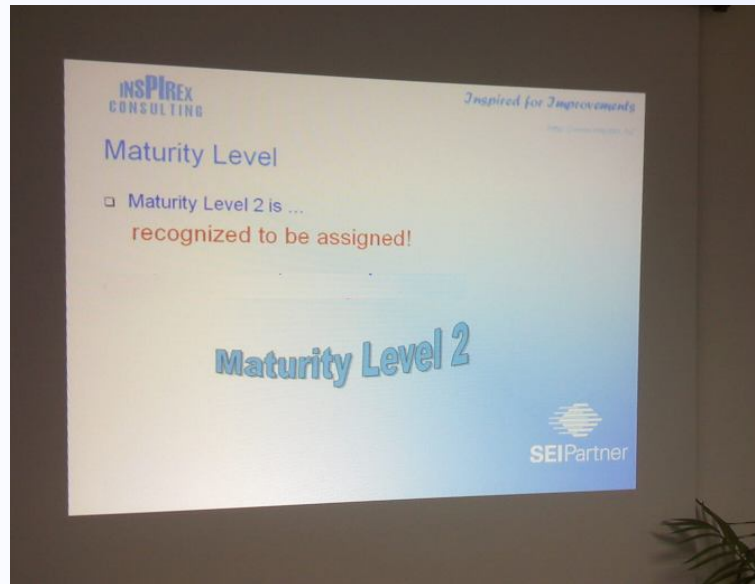 INSPIREX
CONSULTING
Inspired for Improvements
Maturity Level
Maturity Level 2 is ...
recognized to be assigned!
Maturity Level 2
SEIPartner